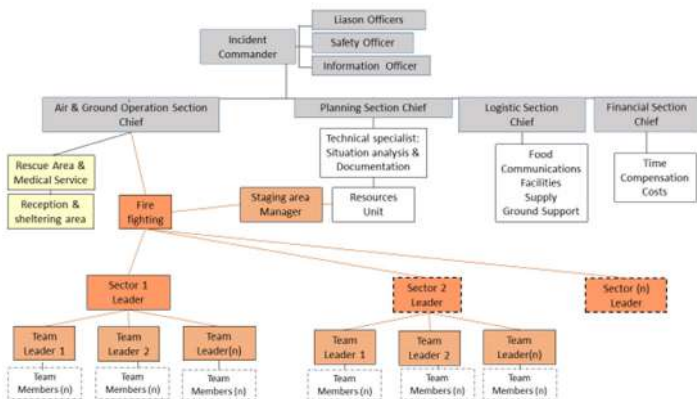 Liason Officers
Incident
Commander
Safety Officer
Information Officer
Air & Ground Operation Section
Chief
Planning Section Chief
Logistic Section
Chief
Financial Section
Chief
Technical specialist:
Situation analysis &
Documentation
Rescue Area &
Medical Service
Food
Communications
Facilities
Supply
Ground Support
Time
Compensation
Costs
Reception &
sheltering area
Fire
fighting
Staging area
Manager
Resources
Unit
Sector 1
Leader
Sector 2
Leader
Sector (n)
Leader
Team
Leader 1
Team
Leader 2
Team
Leader(n)
Team
Leader 1
Team
Leader 2
Team
Leader(n)
Team
Members (n)
Team
Members (n)
Team
Members (n)
Team
Members (n)
Team
Members (n)
Team
Members (n)